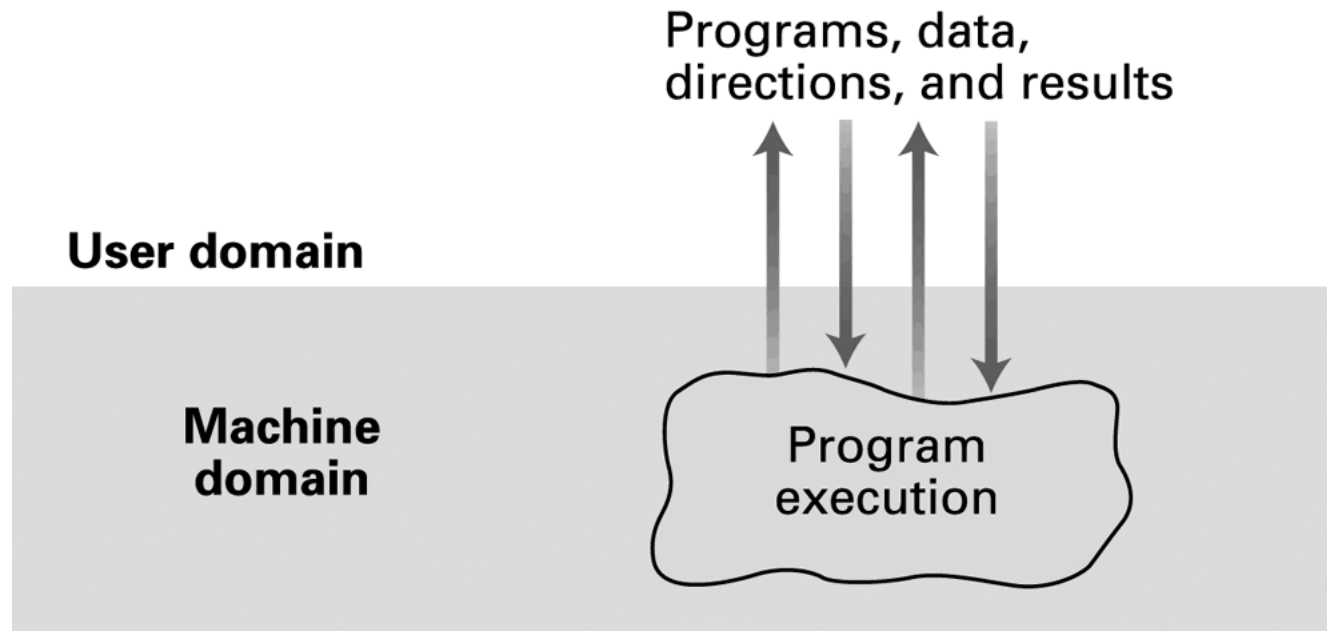 Programs, data,
directions, and results
User domain
Machine
domain
Program
execution